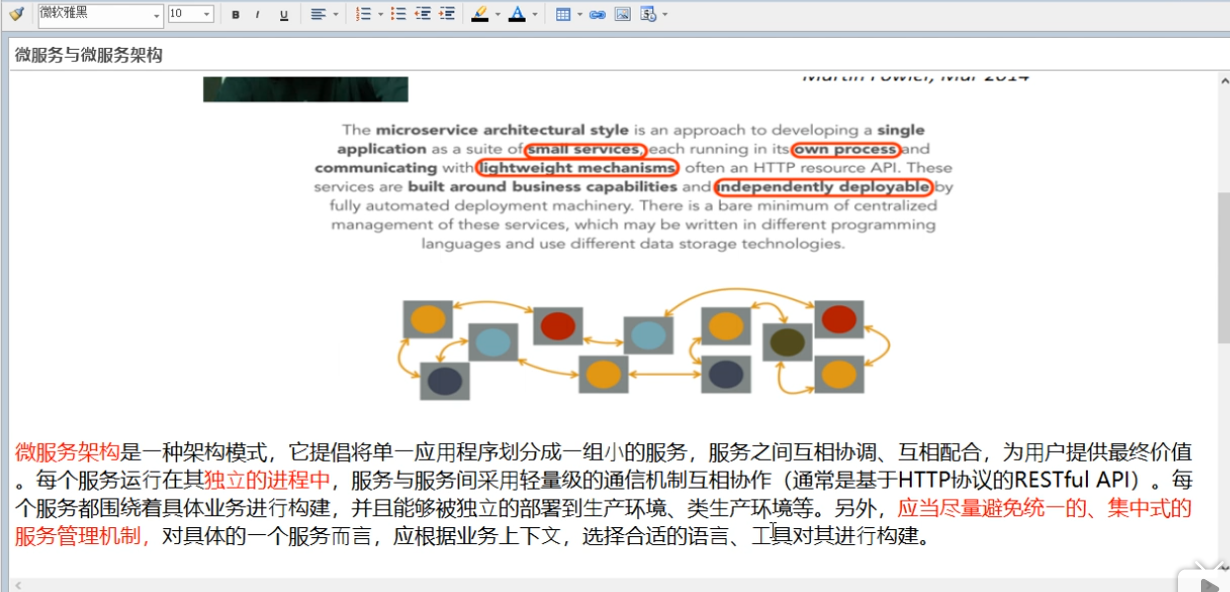 微软雅黑
10
B I U
微服务与微服务架构
Martin Fowler, Mar 2014
The microservice architectural style is an approach to developing a single
application as a suite of small services, each running in its own process and
communicating with lightweight mechanisms, often an HTTP resource API. These
services are built around business capabilities and independently deployable by
fully automated deployment machinery. There is a bare minimum of centralized
management of these services, which may be written in different programming
languages and use different data storage technologies.
微服务架构是一种架构模式，它提倡将单一应用程序划分成一组小的服务，服务之间互相协调、互相配合，为用户提供最终价值
。每个服务运行在其独立的进程中，服务与服务间采用轻量级的通信机制互相协作（通常是基于HTTP协议的RESTful API）。每
个服务都围绕着具体业务进行构建，并且能够被独立的部署到生产环境、类生产环境等。另外，应当尽量避免统一的、集中式的
服务管理机制，对具体的一个服务而言，应根据业务上下文，选择合适的语言、工具对其进行构建。